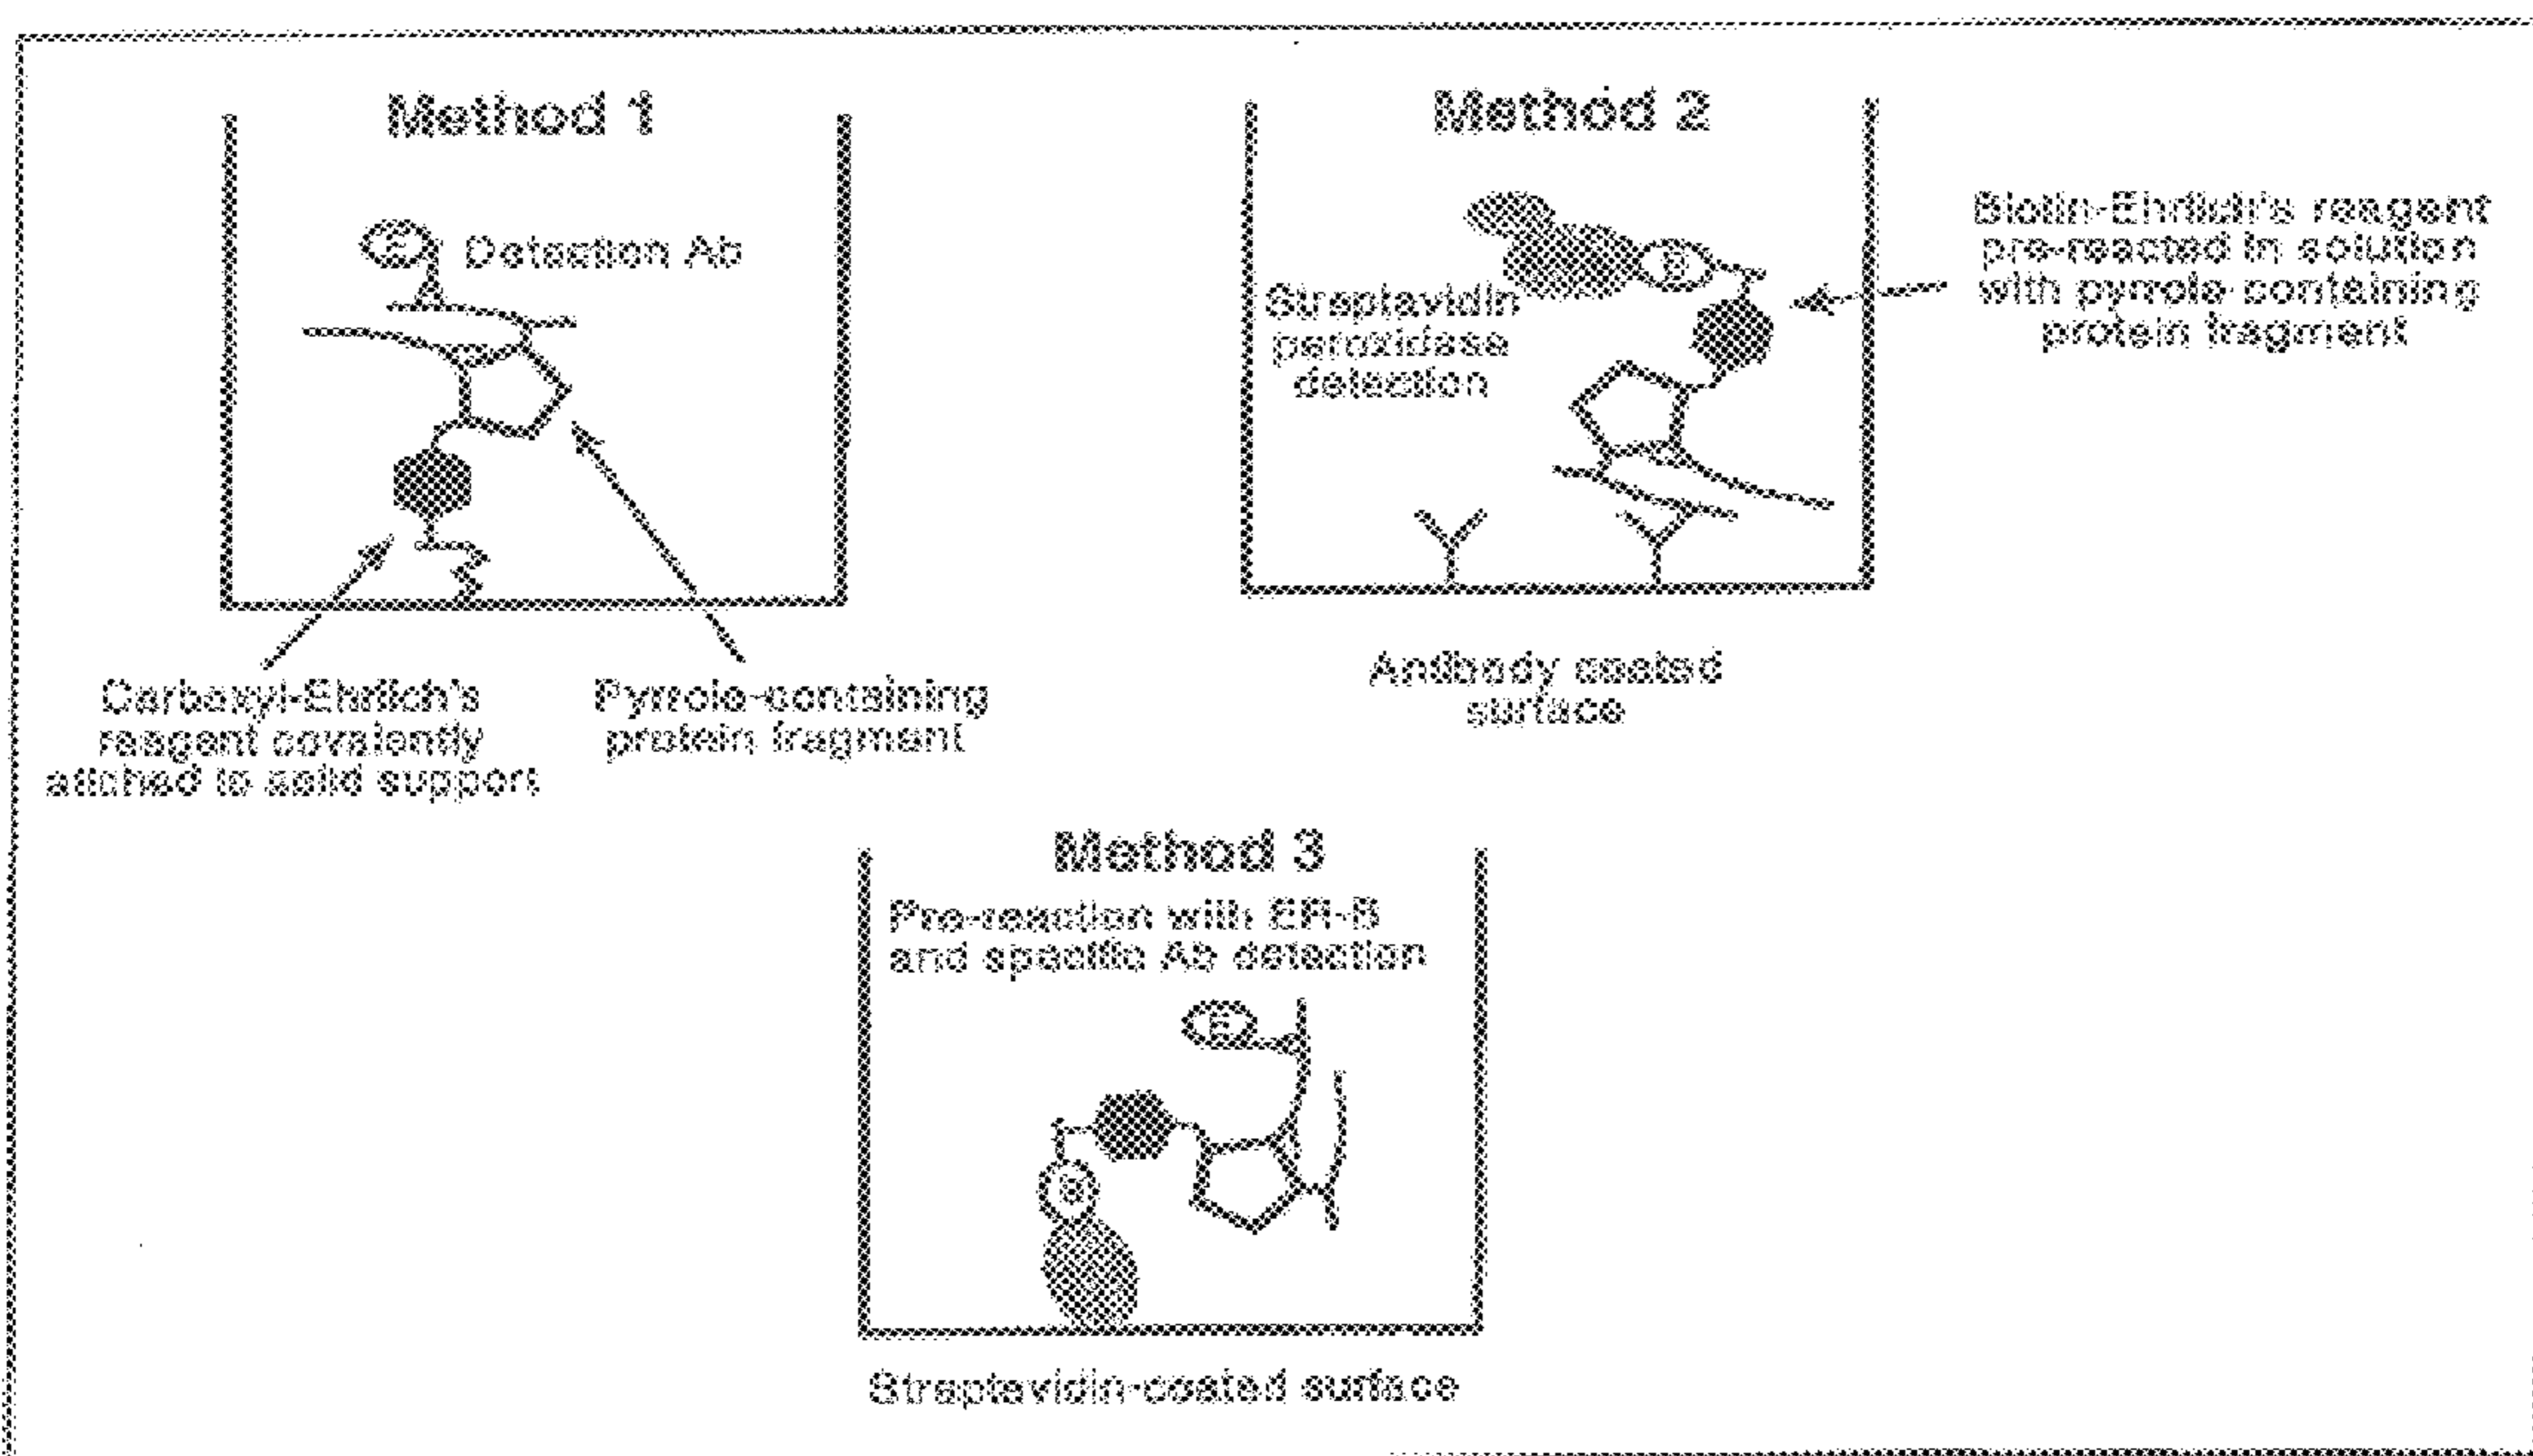 Method 1
E
Detection Ab
Carboxyl-Ehrlich's
reagent covalently
attched to solid support
Pyrrole-containing
protein fragment
Method 2
B
Streptavidin
peroxidase
detection
Biotin-Ehrlich's reagent
pre-reacted in solution
with pyrrole containing
protein fragment
Antibody coated
surface
Method 3
Pre-reaction with ER-B
and specific Ab detection
E
B
Streptavidin-coated surface